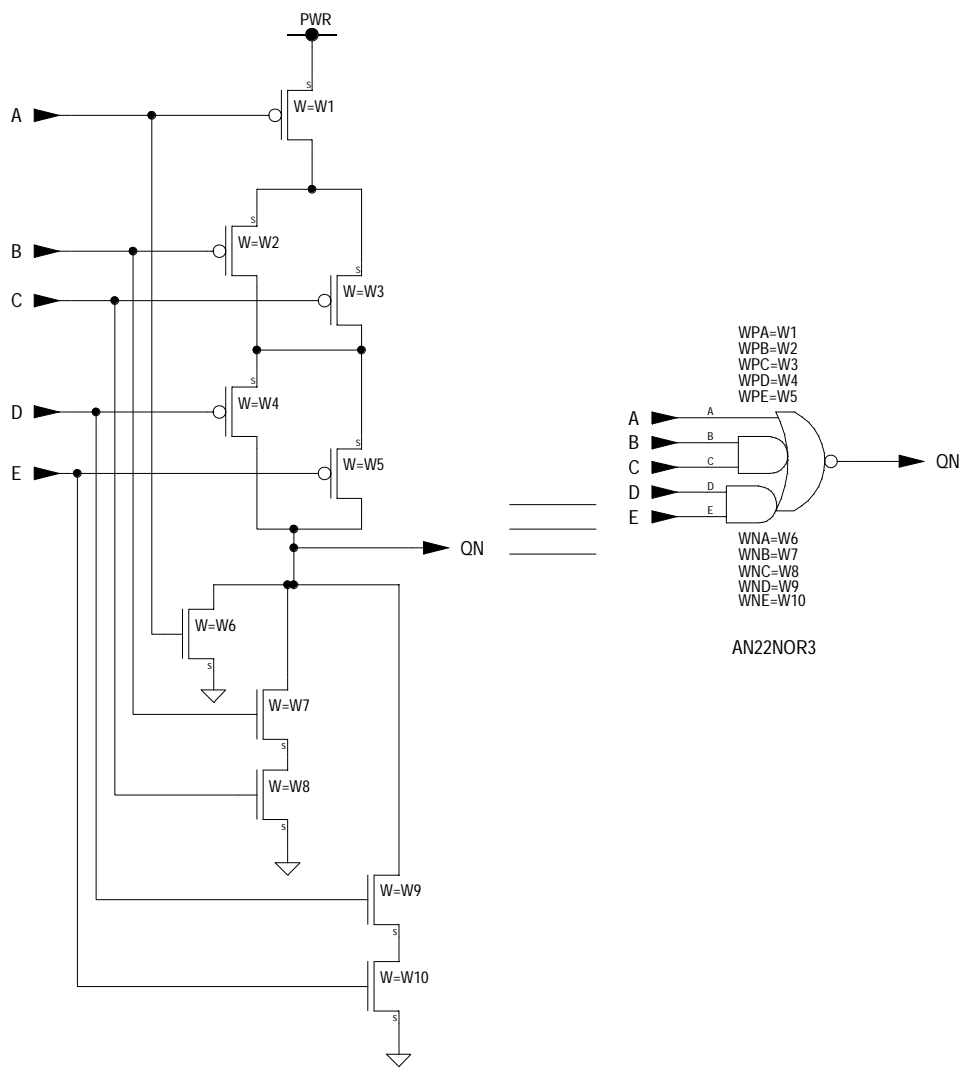 PWR
s
W=W1
A
s
W=W2
B
s
W=W3
C
s
W=W4
D
s
W=W5
E
QN
W=W6
s
W=W7
s
W=W8
s
W=W9
s
W=W10
s
WPA=W1
WPB=W2
WPC=W3
WPD=W4
WPE=W5
A A
B B
C C
D D
E E
QN
WNA=W6
WNB=W7
WNC=W8
WND=W9
WNE=W10
AN22NOR3